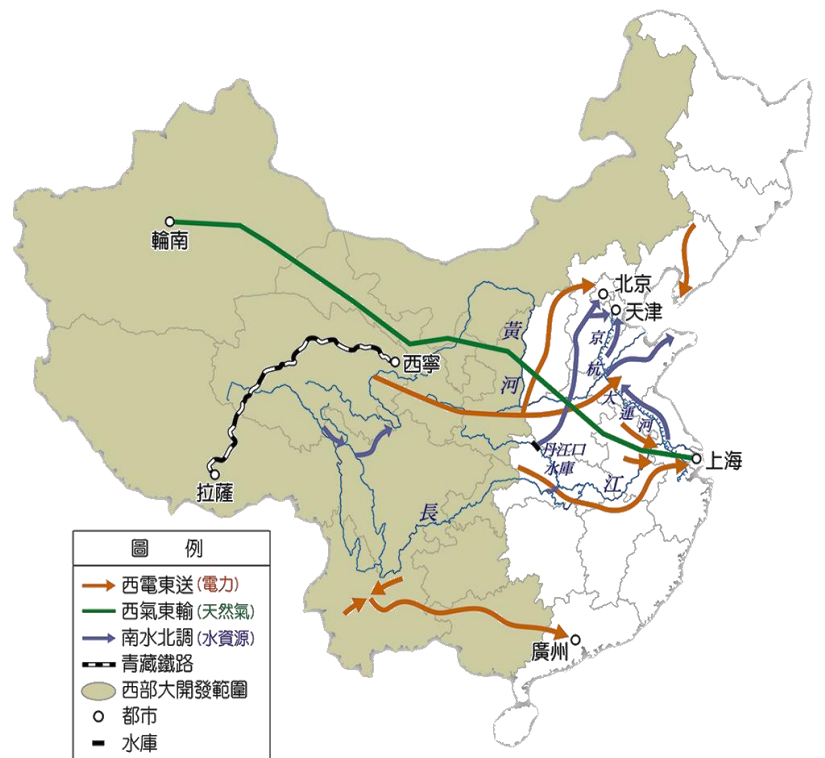 北京
天津
輪南
黃
河
京
杭
大
運
河
西寧
丹江口
水庫
上海
拉薩
長
江
廣州
圖 例
西電東送(電力)
西氣東輸(天然氣)
南水北調(水資源)
青藏鐵路
西部大開發範圍
都市
水庫